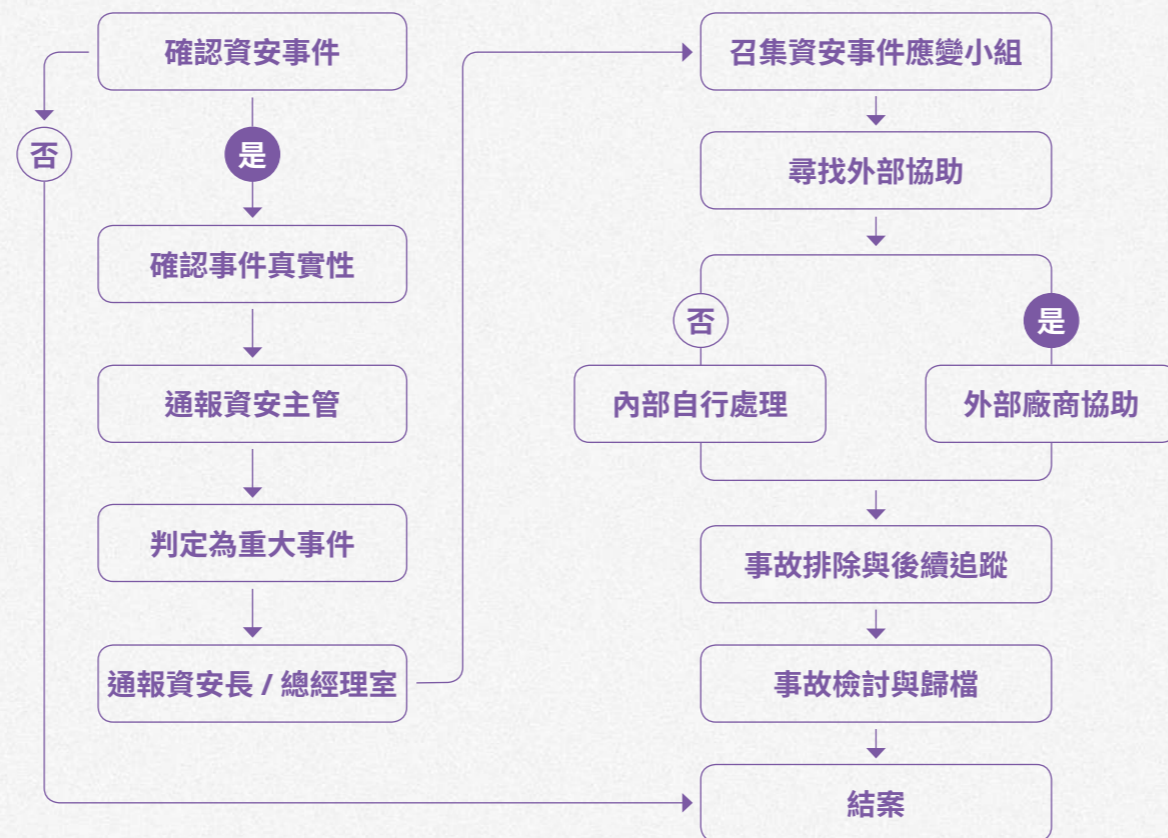 確認資安事件
否
是
確認事件真實性
通報資安主管
判定為重大事件
通報資安長 / 總經理室
召集資安事件應變小組
尋找外部協助
否
是
內部自行處理
外部廠商協助
事故排除與後續追蹤
事故檢討與歸檔
結案